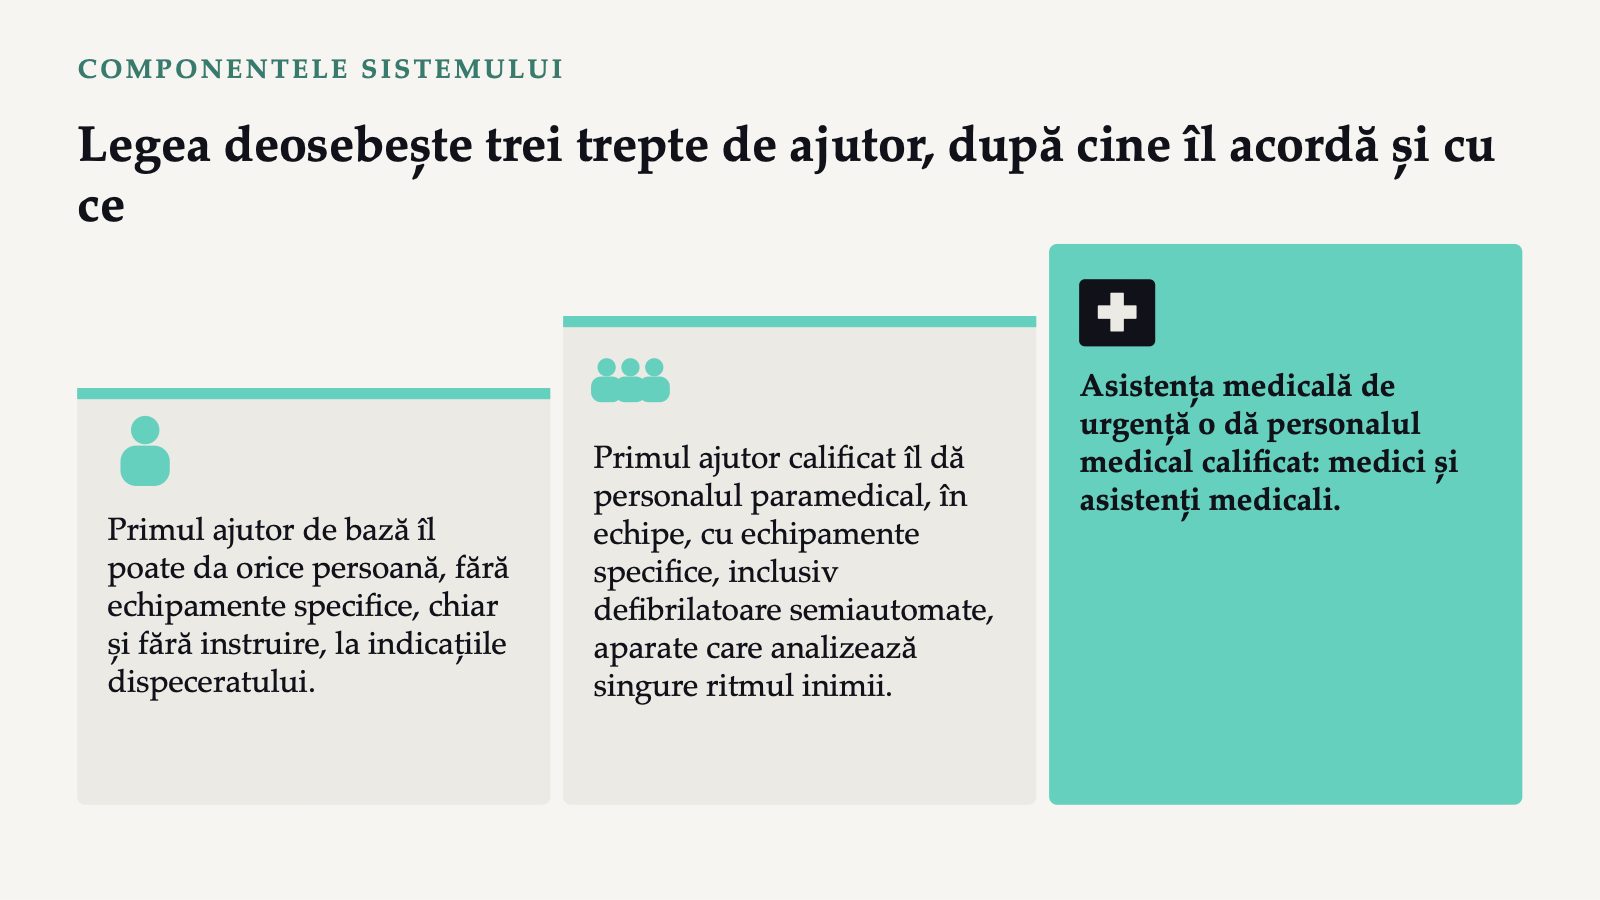 COMPONENTELE SISTEMULUI
Legea deosebește trei trepte de ajutor, după cine îl acordă și cu
ce
Primul ajutor de bază îl
poate da orice persoană, fără
echipamente specifice, chiar
și fără instruire, la indicațiile
dispeceratului.
Primul ajutor calificat îl dă
personalul paramedical, în
echipe, cu echipamente
specifice, inclusiv
defibrilatoare semiautomate,
aparate care analizează
singure ritmul inimii.
Asistența medicală de
urgență o dă personalul
medical calificat: medici și
asistenți medicali.